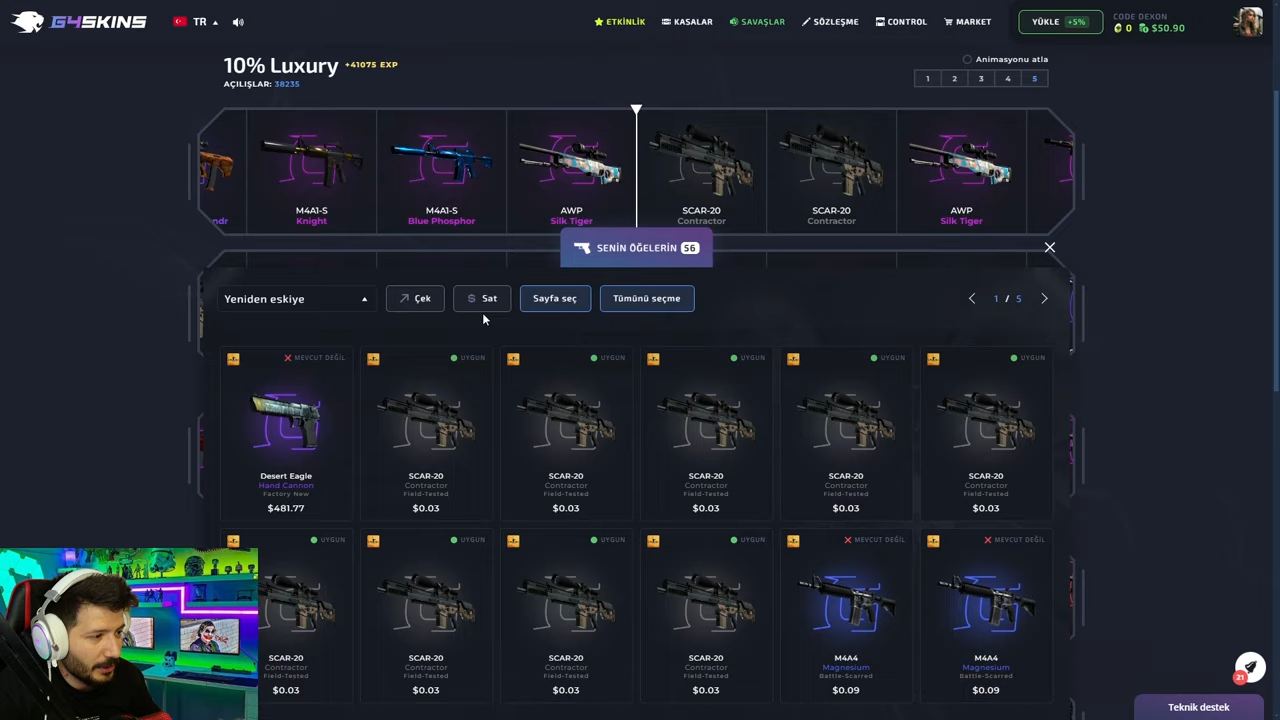 G4SKINS
TR
ETKİNLİK
KASALAR
SAVAŞLAR
SÖZLEŞME
CONTROL
MARKET
YÜKLE +5%
CODE DEXON
0 $50.90
10% Luxury +41075 EXP
AÇILIŞLAR: 38235
Animasyonu atla
1 2 3 4 5
ndr
M4A1-S
Knight
M4A1-S
Blue Phosphor
AWP
Silk Tiger
SCAR-20
Contractor
SCAR-20
Contractor
AWP
Silk Tiger
SENİN ÖĞELERİN 56
Yeniden eskiye
Çek
Sat
Sayfa seç
Tümünü seçme
1 / 5
MEVCUT DEĞİL
Desert Eagle
Hand Cannon
Factory New
$481.77
UYGUN
SCAR-20
Contractor
Field-Tested
$0.03
UYGUN
SCAR-20
Contractor
Field-Tested
$0.03
UYGUN
SCAR-20
Contractor
Field-Tested
$0.03
UYGUN
SCAR-20
Contractor
Field-Tested
$0.03
UYGUN
SCAR-20
Contractor
Field-Tested
$0.03
UYGUN
SCAR-20
Contractor
Field-Tested
$0.03
UYGUN
SCAR-20
Contractor
Field-Tested
$0.03
UYGUN
SCAR-20
Contractor
Field-Tested
$0.03
UYGUN
SCAR-20
Contractor
Field-Tested
$0.03
MEVCUT DEĞİL
M4A4
Magnesium
Battle-Scarred
$0.09
MEVCUT DEĞİL
M4A4
Magnesium
Battle-Scarred
$0.09
21
Teknik destek